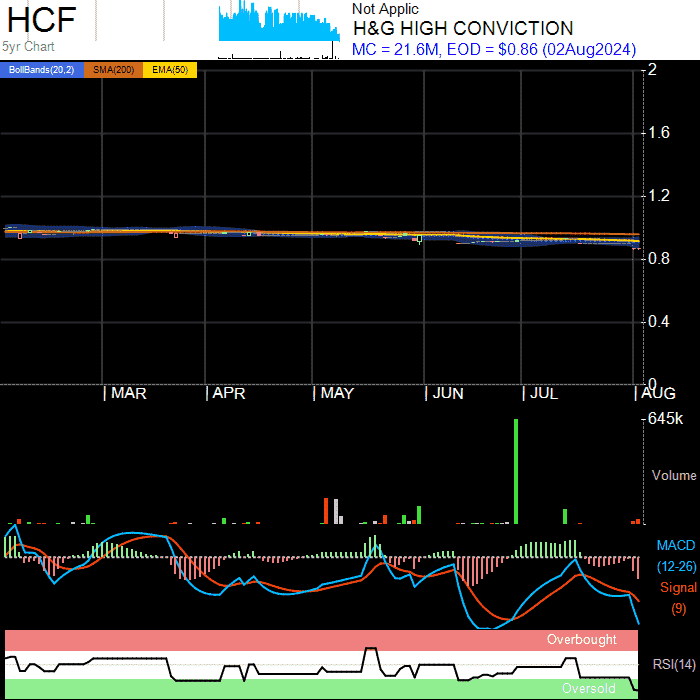 HCF
5yr Chart
Not Applic
H&G HIGH CONVICTION
MC = 21.6M, EOD = $0.86 (02Aug2024)
BollBands(20,2) SMA(200) EMA(50)
2
1.6
1.2
0.8
0.4
0
MAR APR MAY JUN JUL AUG
645k
Volume
MACD
(12-26)
Signal
(9)
Overbought
RSI(14)
Oversold